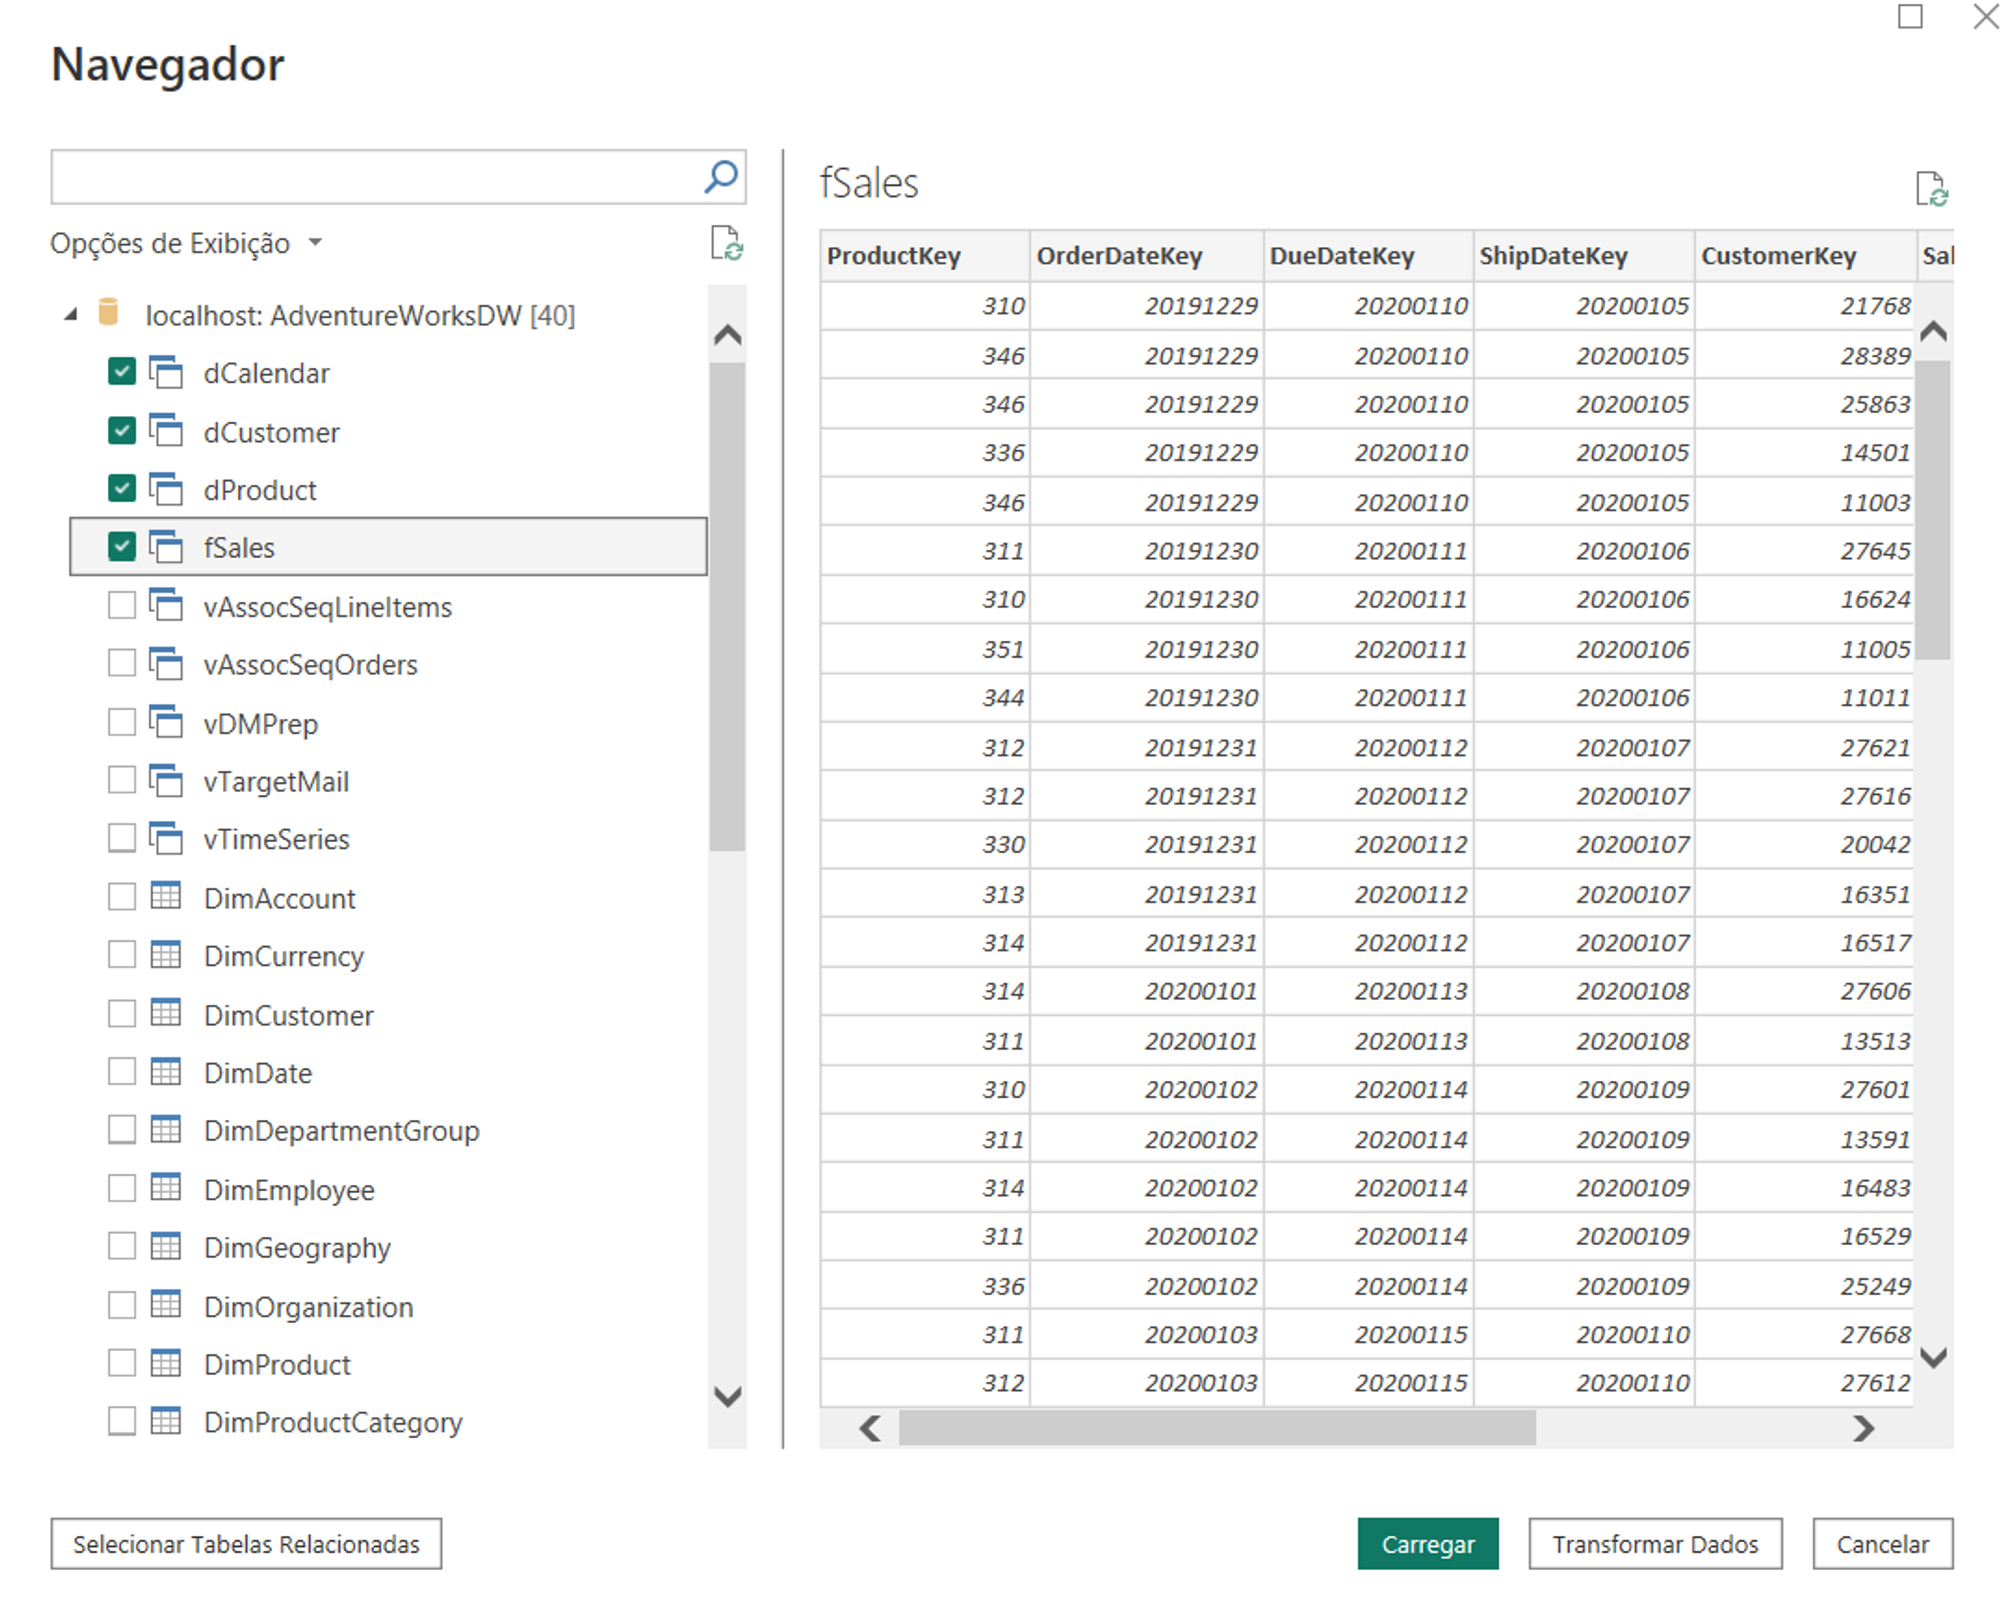 Navegador
Opções de Exibição
localhost: AdventureWorksDW [40]
dCalendar
dCustomer
dProduct
fSales
vAssocSeqLineItems
vAssocSeqOrders
vDMPrep
vTargetMail
vTimeSeries
DimAccount
DimCurrency
DimCustomer
DimDate
DimDepartmentGroup
DimEmployee
DimGeography
DimOrganization
DimProduct
DimProductCategory
fSales
ProductKey OrderDateKey DueDateKey ShipDateKey CustomerKey Sal
310 20191229 20200110 20200105 21768
346 20191229 20200110 20200105 28389
346 20191229 20200110 20200105 25863
336 20191229 20200110 20200105 14501
346 20191229 20200110 20200105 11003
311 20191230 20200111 20200106 27645
310 20191230 20200111 20200106 16624
351 20191230 20200111 20200106 11005
344 20191230 20200111 20200106 11011
312 20191231 20200112 20200107 27621
312 20191231 20200112 20200107 27616
330 20191231 20200112 20200107 20042
313 20191231 20200112 20200107 16351
314 20191231 20200112 20200107 16517
314 20200101 20200113 20200108 27606
311 20200101 20200113 20200108 13513
310 20200102 20200114 20200109 27601
311 20200102 20200114 20200109 13591
314 20200102 20200114 20200109 16483
311 20200102 20200114 20200109 16529
336 20200102 20200114 20200109 25249
311 20200103 20200115 20200110 27668
312 20200103 20200115 20200110 27612
Selecionar Tabelas Relacionadas
Carregar
Transformar Dados
Cancelar